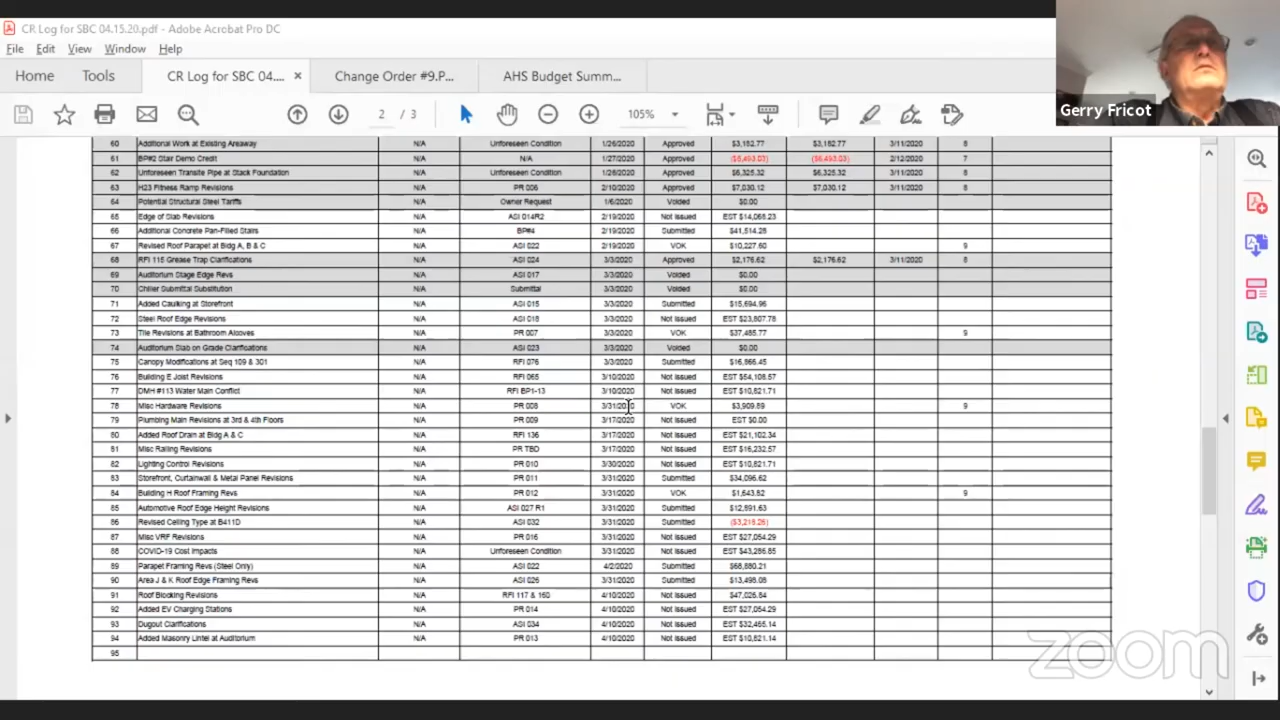 CR Log for SBC 04.15.20.pdf - Adobe Acrobat Pro DC
File Edit View Window Help
Home Tools CR Log for SBC 04.... × Change Order #9.P... AHS Budget Summ...
2 / 3 105%
Gerry Fricot
60 Additional Work at Existing Areaway N/A Unforeseen Condition 1/26/2020 Approved $3,182.77 $3,182.77 3/11/2020 8
61 BP#2 Stair Demo Credit N/A N/A 1/27/2020 Approved 2/12/2020 7
62 Unforeseen Transite Pipe at Stack Foundation N/A Unforeseen Condition 1/28/2020 Approved $6,325.32 $6,325.32 3/11/2020 8
63 H23 Fitness Ramp Revisions N/A PR 006 2/10/2020 Approved $7,030.12 $7,030.12 3/11/2020 8
64 Potential Structural Steel Tariffs N/A Owner Request 1/6/2020 Voided $0.00
65 Edge of Slab Revisions N/A ASI 014R2 2/19/2020 Not Issued EST $14,068.23
66 Additional Concrete Pan-Filled Stairs N/A BP#4 2/19/2020 Submitted $41,514.28
67 Revised Roof Parapet at Bldg A, B & C N/A ASI 022 2/19/2020 VOK $10,227.60 9
68 RFI 115 Grease Trap Clarifications N/A ASI 024 3/3/2020 Approved $2,176.62 $2,176.62 3/11/2020 8
69 Auditorium Stage Edge Revs N/A ASI 017 3/3/2020 Voided $0.00
70 Chiller Submittal Substitution N/A Submittal 3/3/2020 Voided $0.00
71 Added Caulking at Storefront N/A ASI 015 3/3/2020 Submitted $15,694.96
72 Steel Roof Edge Revisions N/A ASI 018 3/3/2020 Not Issued EST $23,807.78
73 Tile Revisions at Bathroom Alcoves N/A PR 007 3/3/2020 VOK $37,485.77 9
74 Auditorium Slab on Grade Clarifications N/A ASI 023 3/3/2020 Voided $0.00
75 Canopy Modifications at Seq 109 & 301 N/A RFI 076 3/3/2020 Submitted $16,866.45
76 Building E Joist Revisions N/A RFI 065 3/10/2020 Not Issued EST $54,108.57
77 DMH #113 Water Main Conflict N/A RFI BP1-13 3/10/2020 Not Issued EST $10,821.71
78 Misc Hardware Revisions N/A PR 008 3/31/2020 VOK $3,909.89 9
79 Plumbing Main Revisions at 3rd & 4th Floors N/A PR 009 3/17/2020 Not Issued EST $0.00
80 Added Roof Drain at Bldg A & C N/A RFI 136 3/17/2020 Not Issued EST $21,102.34
81 Misc Railing Revisions N/A PR TBD 3/17/2020 Not Issued EST $16,232.57
82 Lighting Control Revisions N/A PR 010 3/30/2020 Not Issued EST $10,821.71
83 Storefront, Curtainwall & Metal Panel Revisions N/A PR 011 3/31/2020 Submitted $34,096.62
84 Building H Roof Framing Revs N/A PR 012 3/31/2020 VOK $1,643.82 9
85 Automotive Roof Edge Height Revisions N/A ASI 027 R1 3/31/2020 Submitted $12,891.63
86 Revised Ceiling Type at B411D N/A ASI 032 3/31/2020 Submitted ($3,218.28)
87 Misc VRF Revisions N/A PR 016 3/31/2020 Not Issued EST $27,054.29
88 COVID-19 Cost Impacts N/A Unforeseen Condition 3/31/2020 Not Issued EST $43,286.85
89 Parapet Framing Revs (Steel Only) N/A ASI 022 4/2/2020 Submitted $68,880.21
90 Area J & K Roof Edge Framing Revs N/A ASI 026 3/31/2020 Submitted $13,498.08
91 Roof Blocking Revisions N/A RFI 117 & 160 4/10/2020 Not Issued $47,026.84
92 Added EV Charging Stations N/A PR 014 4/10/2020 Not Issued EST $27,054.29
93 Dugout Clarifications N/A ASI 034 4/10/2020 Not Issued EST $32,465.14
94 Added Masonry Lintel at Auditorium N/A PR 013 4/10/2020 Not Issued EST $10,821.14
95
zoom